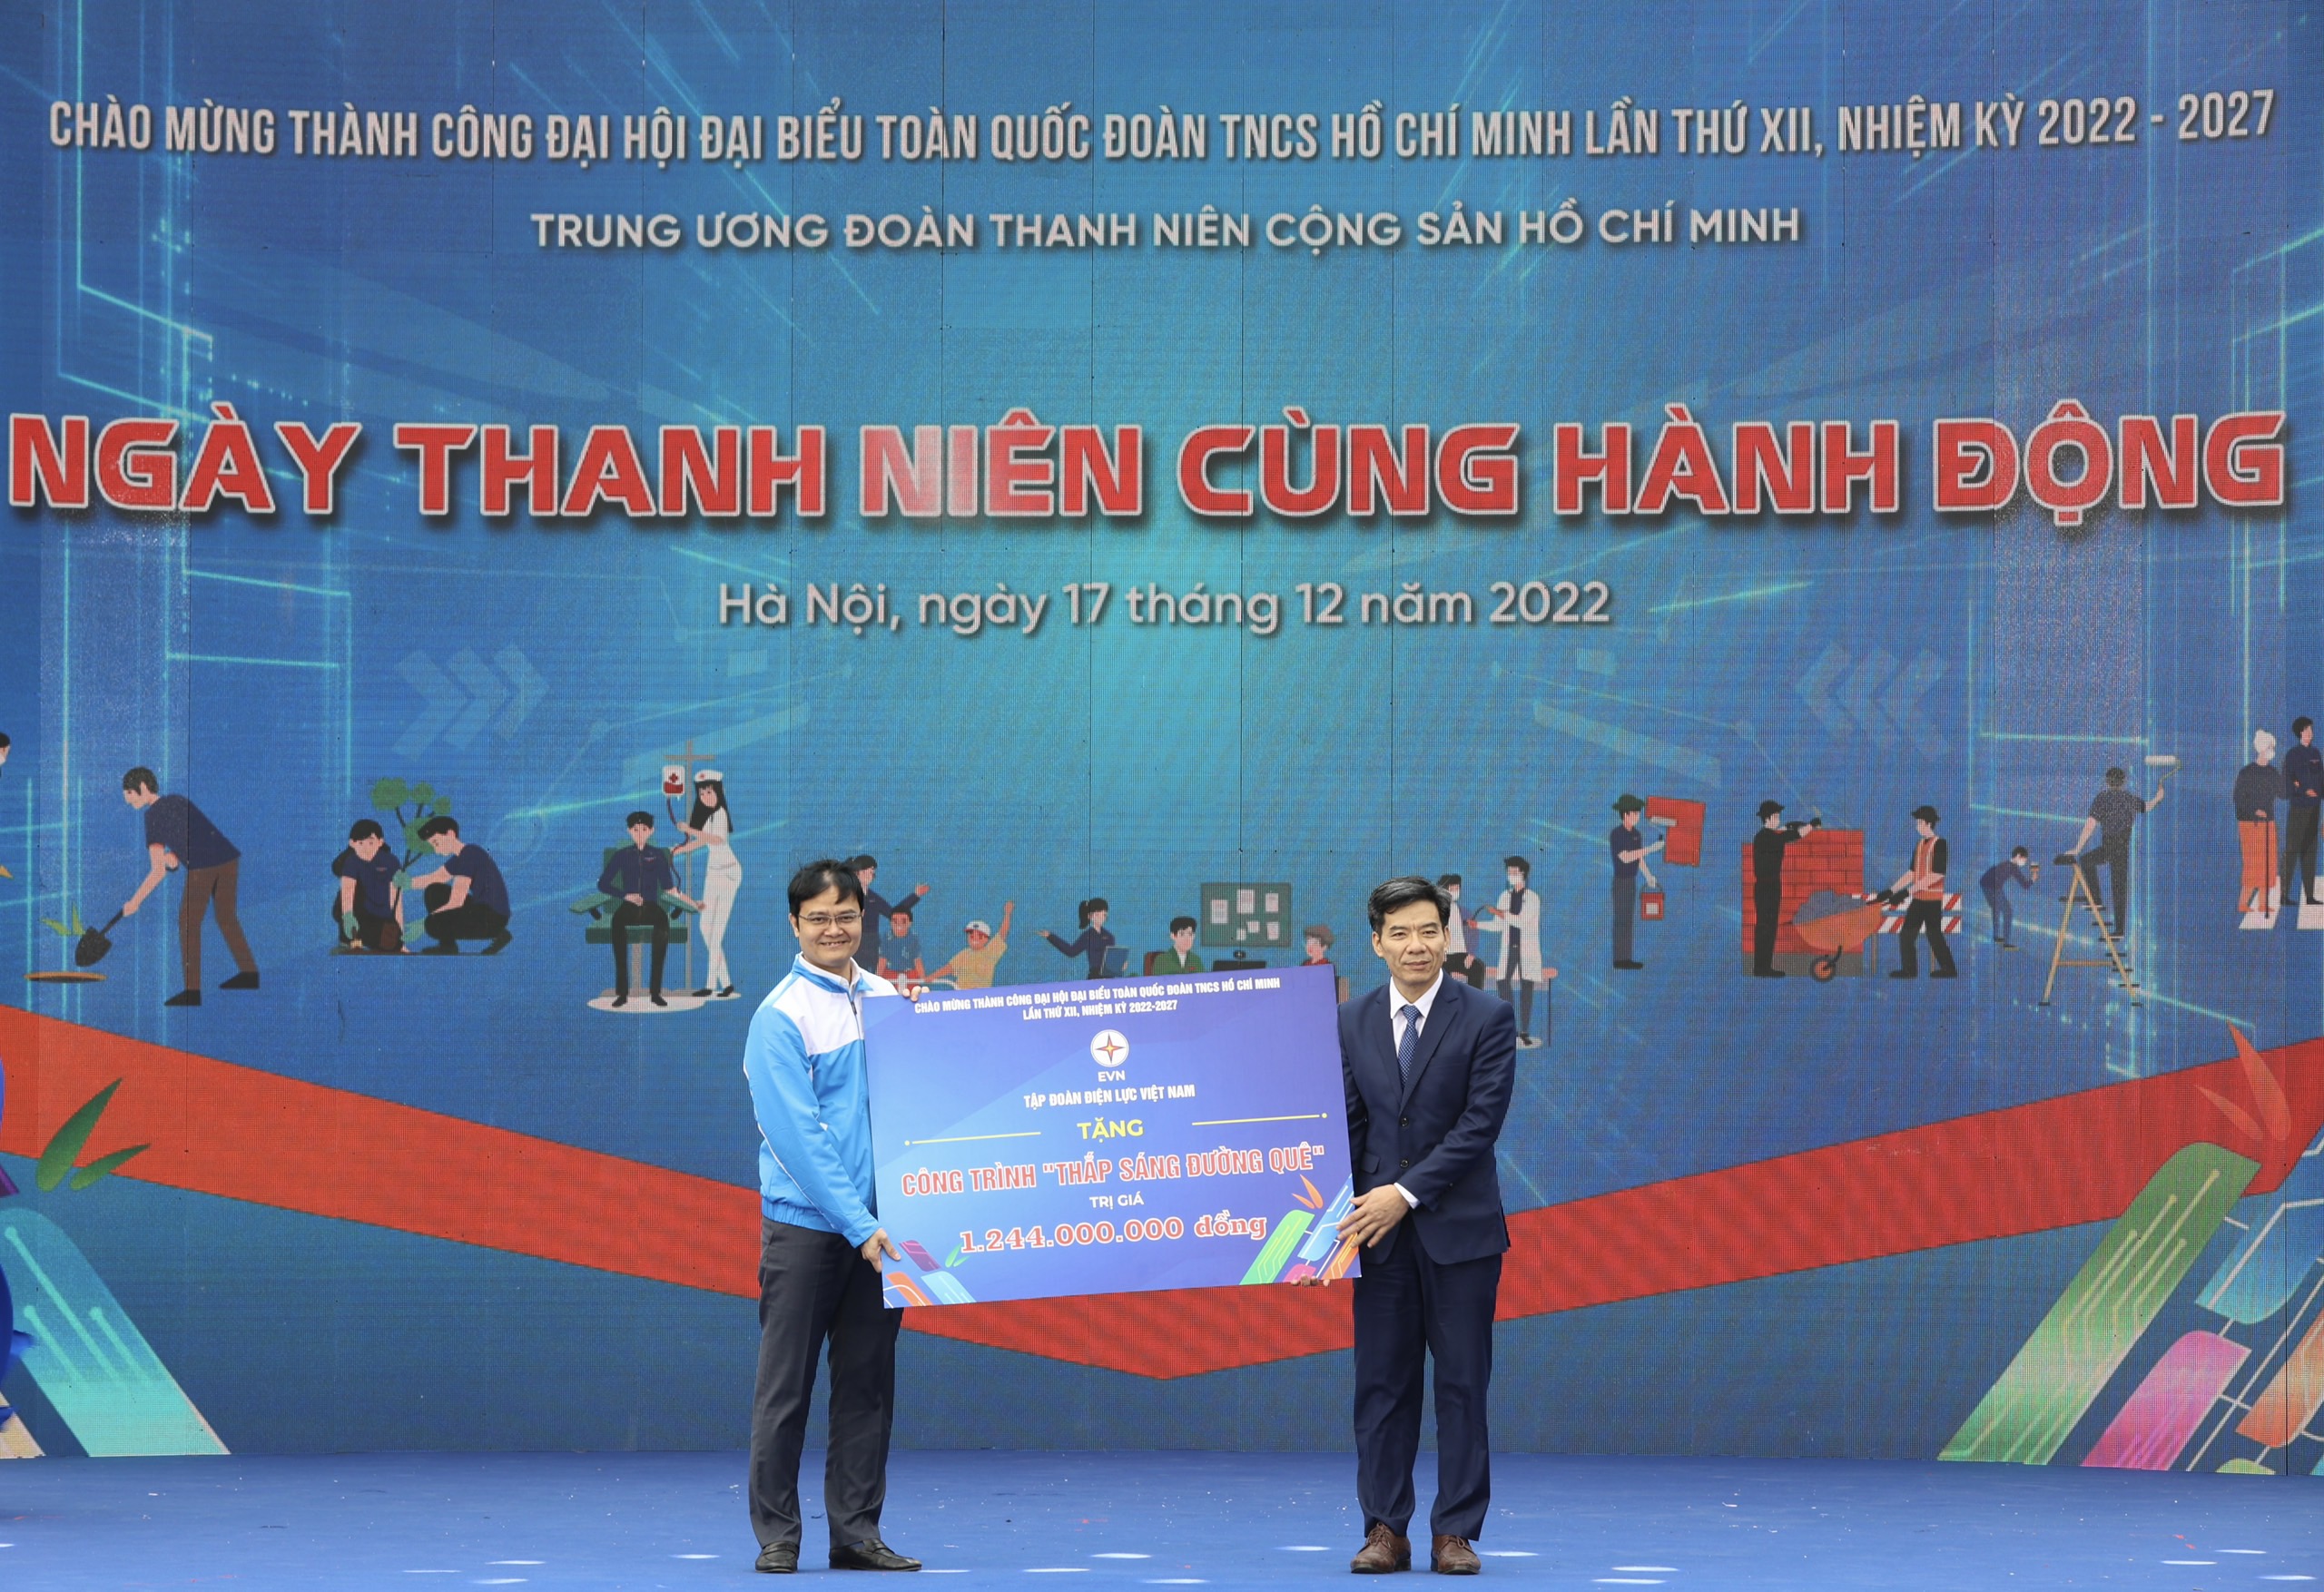 CHÀO MỪNG THÀNH CÔNG ĐẠI HỘI ĐẠI BIỂU TOÀN QUỐC ĐOÀN TNCS HỒ CHÍ MINH LẦN THỨ XII, NHIỆM KỲ 2022 - 2027
TRUNG ƯƠNG ĐOÀN THANH NIÊN CỘNG SẢN HỒ CHÍ MINH
NGÀY THANH NIÊN CÙNG HÀNH ĐỘNG
Hà Nội, ngày 17 tháng 12 năm 2022
CHÀO MỪNG THÀNH CÔNG ĐẠI HỘI ĐẠI BIỂU TOÀN QUỐC ĐOÀN TNCS HỒ CHÍ MINH
LẦN THỨ XII, NHIỆM KỲ 2022-2027
EVN
TẬP ĐOÀN ĐIỆN LỰC VIỆT NAM
TẶNG
CÔNG TRÌNH "THẮP SÁNG ĐƯỜNG QUÊ"
TRỊ GIÁ
1.244.000.000 đồng